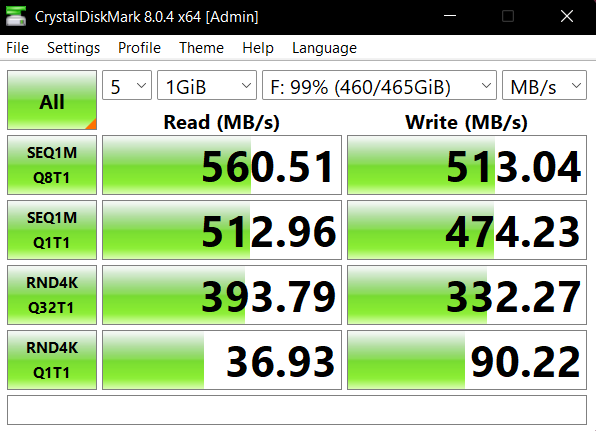 CrystalDiskMark 8.0.4 x64 [Admin]
File Settings Profile Theme Help Language
All 5 1GiB F: 99% (460/465GiB) MB/s
Read (MB/s) Write (MB/s)
SEQ1M
Q8T1 560.51 513.04
SEQ1M
Q1T1 512.96 474.23
RND4K
Q32T1 393.79 332.27
RND4K
Q1T1 36.93 90.22